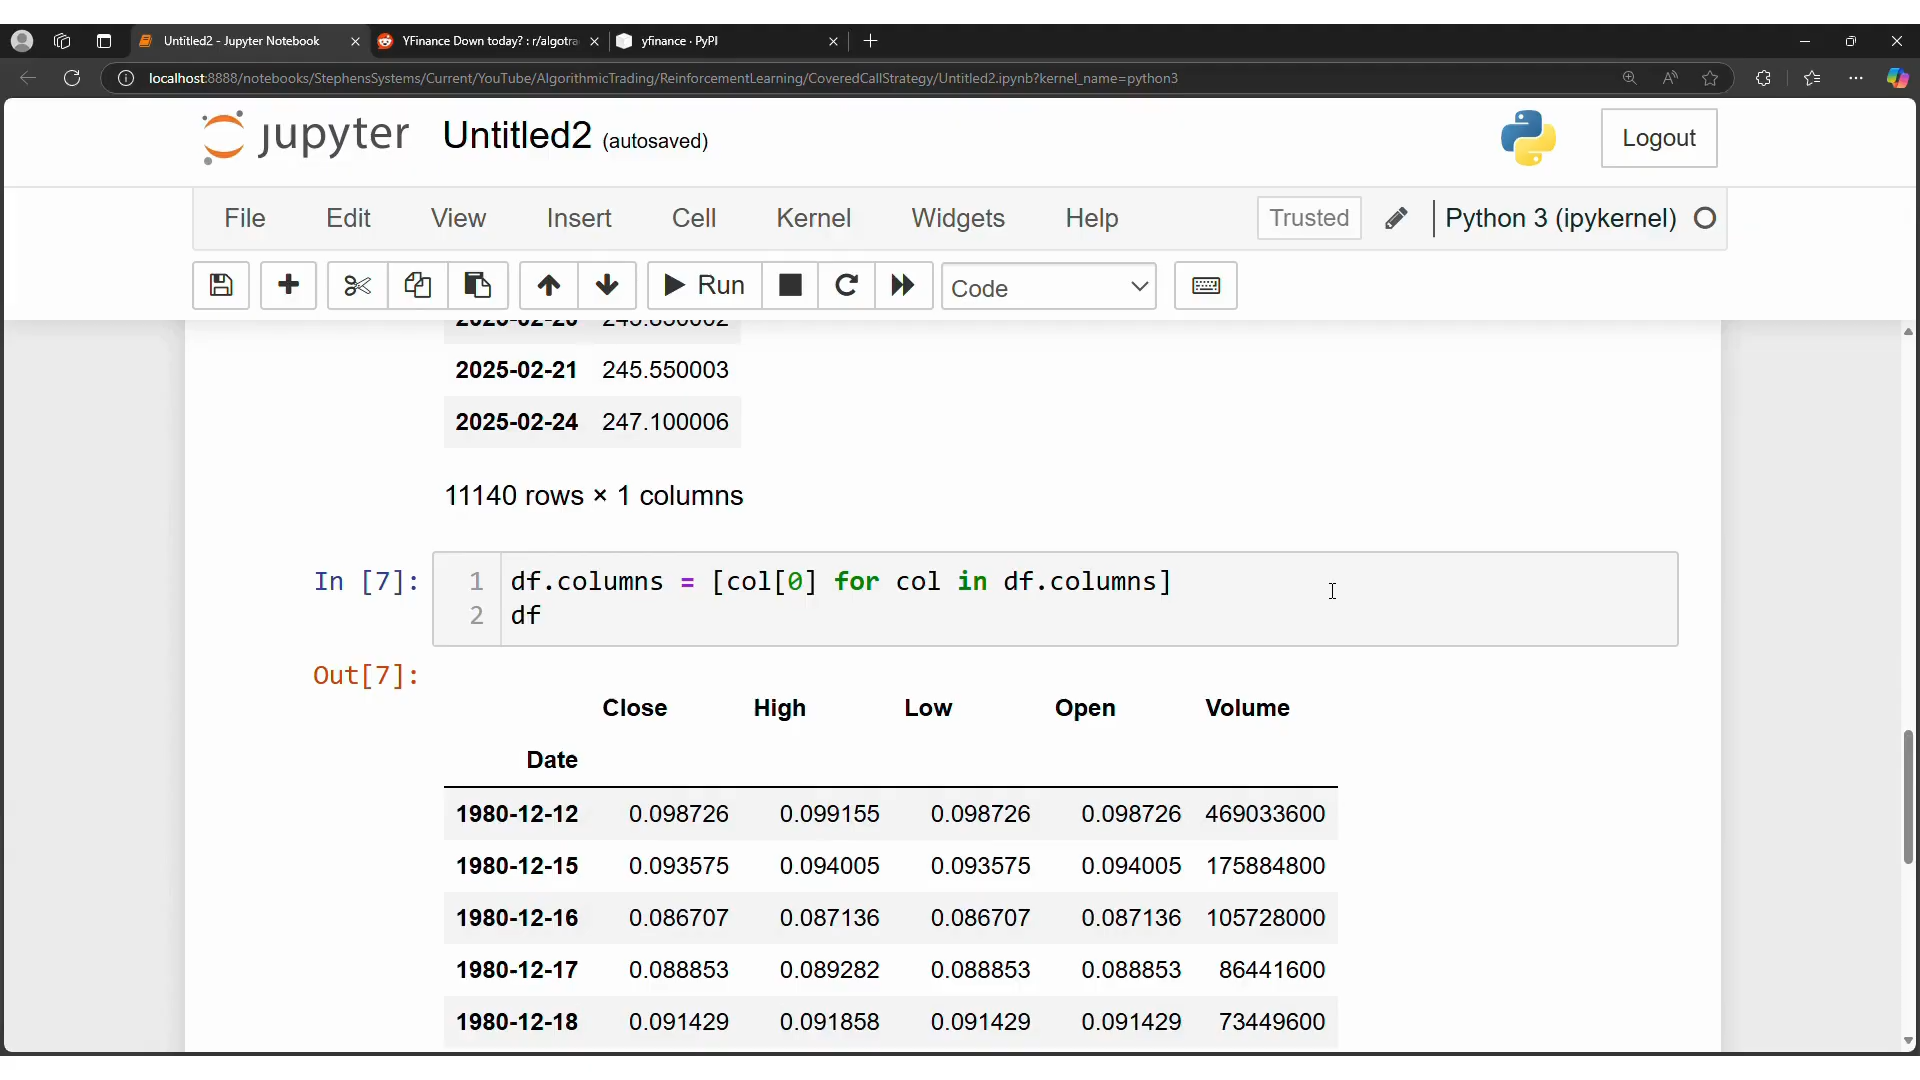 Untitled2 - Jupyter Notebook
YFinance Down today? : r/algotra
yfinance · PyPI
localhost:8888/notebooks/StephensSystems/Current/YouTube/AlgorithmicTrading/ReinforcementLearning/CoveredCallStrategy/Untitled2.ipynb?kernel_name=python3
jupyter Untitled2 (autosaved) Logout
File Edit View Insert Cell Kernel Widgets Help Trusted Python 3 (ipykernel)
Run Code
2025-02-21 245.550003
2025-02-24 247.100006
11140 rows × 1 columns
In [7]: 1 df.columns = [col[0] for col in df.columns]
2 df
Out[7]:
Close High Low Open Volume
Date
1980-12-12 0.098726 0.099155 0.098726 0.098726 469033600
1980-12-15 0.093575 0.094005 0.093575 0.094005 175884800
1980-12-16 0.086707 0.087136 0.086707 0.087136 105728000
1980-12-17 0.088853 0.089282 0.088853 0.088853 86441600
1980-12-18 0.091429 0.091858 0.091429 0.091429 73449600